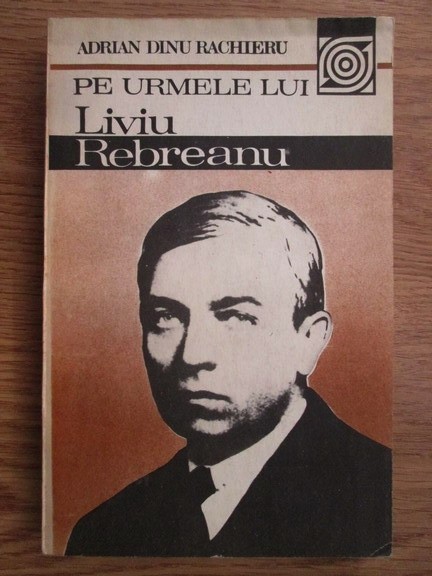 ADRIAN DINU RACHIERU
PE URMELE LUI
Liviu
Rebreanu